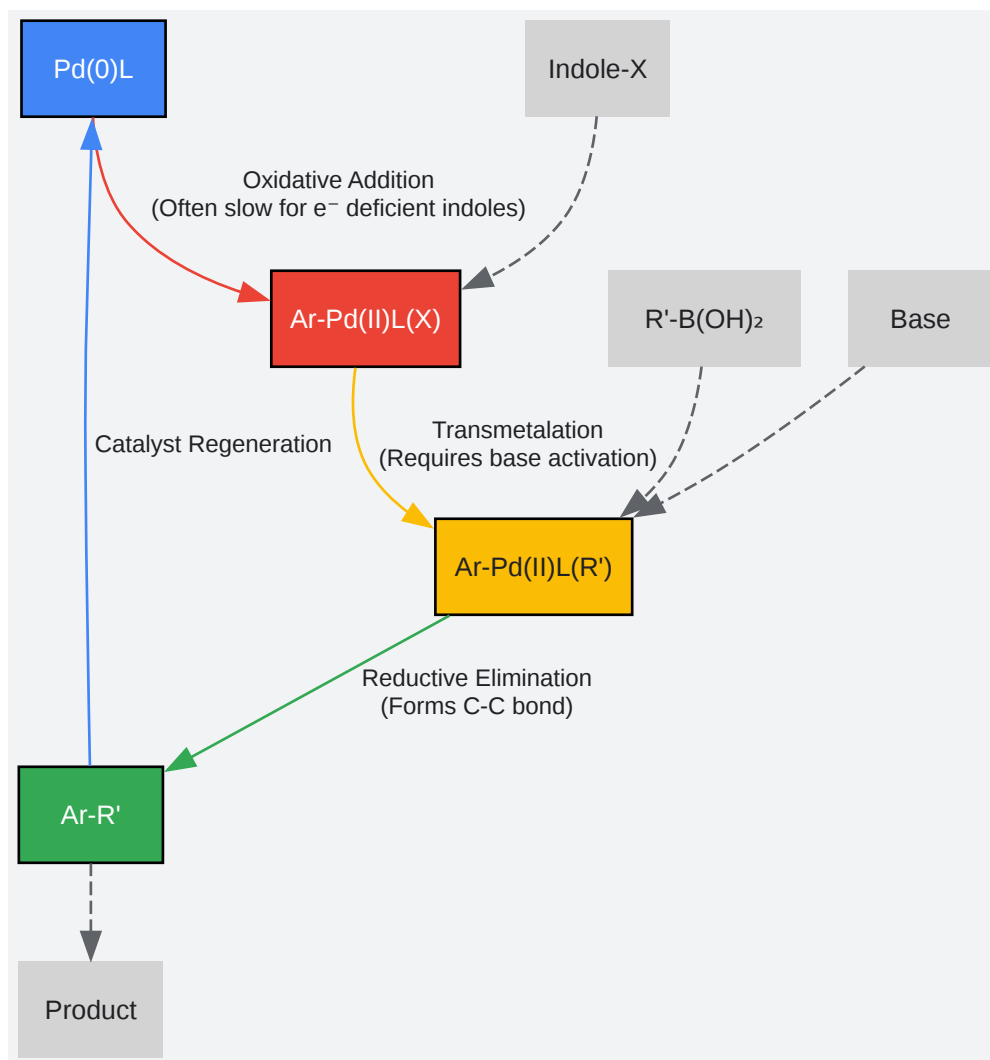 Pd(0)L
Indole-X
Oxidative Addition
(Often slow for e⁻ deficient indoles)
Ar-Pd(II)L(X)
R'-B(OH)₂
Base
Catalyst Regeneration
Transmetalation
(Requires base activation)
Ar-Pd(II)L(R')
Reductive Elimination
(Forms C-C bond)
Ar-R'
Product